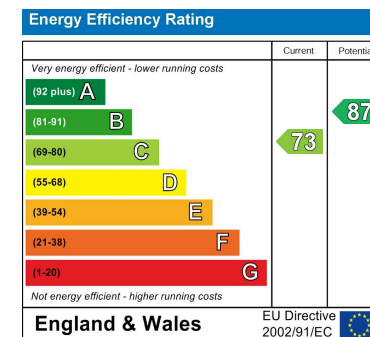 Energy Efficiency Rating
Current Potentia
Very energy efficient - lower running costs
(92 plus) A
(81-91) B
87
(69-80) C
73
(55-68) D
(39-54) E
(21-38) F
(1-20) G
Not energy efficient - higher running costs
England & Wales
EU Directive
2002/91/EC